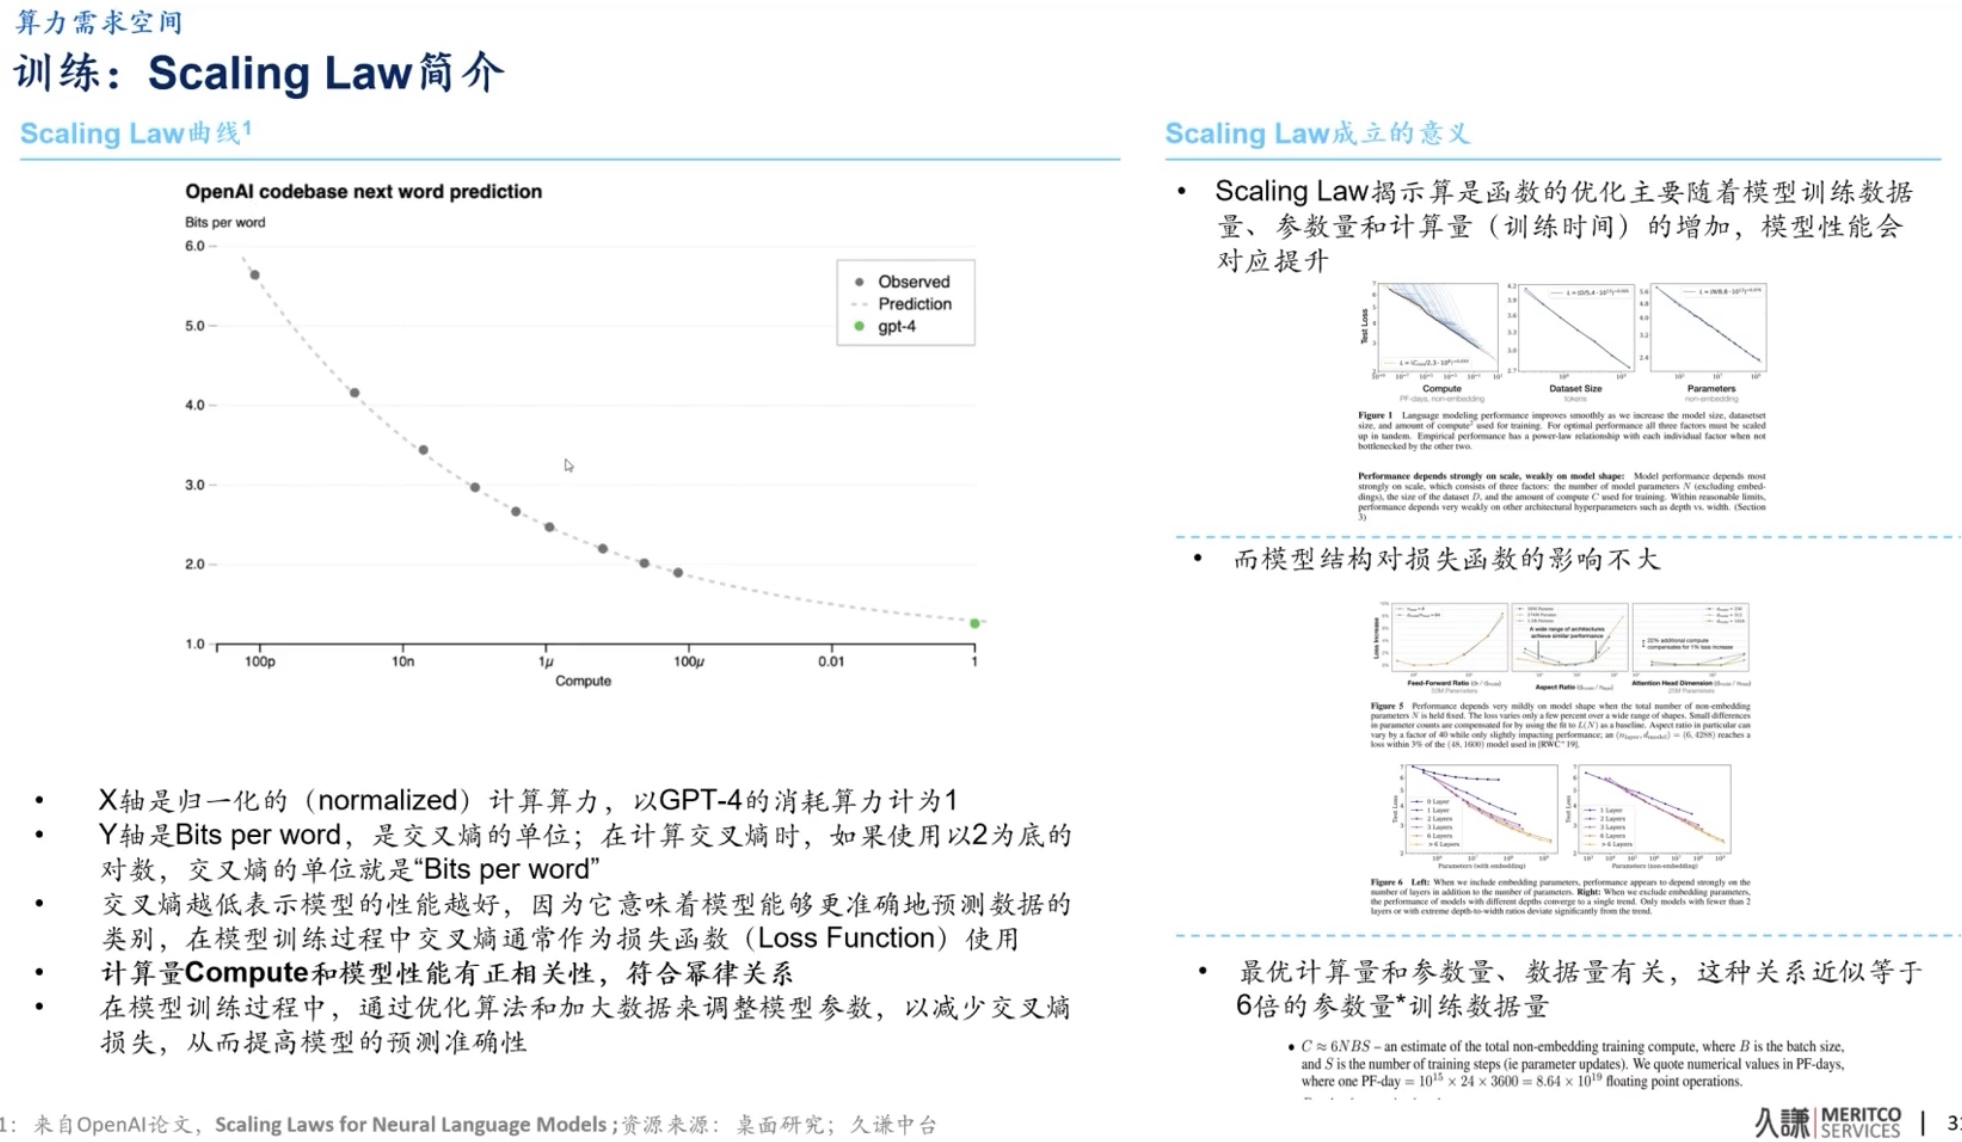 算力需求空间
训练：Scaling Law简介
Scaling Law曲线¹
OpenAI codebase next word prediction
Bits per word
6.0
5.0
4.0
3.0
2.0
1.0
Observed
Prediction
gpt-4
100p
10n
1μ
100μ
0.01
1
Compute
• X轴是归一化的（normalized）计算算力，以GPT-4的消耗算力计为1
• Y轴是Bits per word，是交叉熵的单位；在计算交叉熵时，如果使用以2为底的
对数，交叉熵的单位就是“Bits per word”
• 交叉熵越低表示模型的性能越好，因为它意味着模型能够更准确地预测数据的
类别，在模型训练过程中交叉熵通常作为损失函数（Loss Function）使用
• 计算量Compute和模型性能有正相关性，符合幂律关系
• 在模型训练过程中，通过优化算法和加大数据来调整模型参数，以减少交叉熵
损失，从而提高模型的预测准确性
Scaling Law成立的意义
• Scaling Law揭示算是函数的优化主要随着模型训练数据
量、参数量和计算量（训练时间）的增加，模型性能会
对应提升
Test Loss
Compute
PF-days, non-embedding
Dataset Size
tokens
Parameters
non-embedding
Figure 1 Language modeling performance improves smoothly as we increase the model size, datasetset
size, and amount of compute² used for training. For optimal performance all three factors must be scaled
up in tandem. Empirical performance has a power-law relationship with each individual factor when not
bottlenecked by the other two.
Performance depends strongly on scale, weakly on model shape: Model performance depends most
strongly on scale, which consists of three factors: the number of model parameters N (excluding embed-
dings), the size of the dataset D, and the amount of compute C used for training. Within reasonable limits,
performance depends very weakly on other architectural hyperparameters such as depth vs. width. (Section
3)
• 而模型结构对损失函数的影响不大
Loss Increase
A wide range of architectures
achieve similar performance
22% additional compute
compensates for 1% loss increase
Feed-Forward Ratio (dff / dmodel)
50M Parameters
Aspect Ratio (dmodel / nlayer)
Attention Head Dimension (dmodel / nhead)
25M Parameters
Figure 5 Performance depends very mildly on model shape when the total number of non-embedding
parameters N is held fixed. The loss varies only a few percent over a wide range of shapes. Small differences
in parameter counts are compensated for by using the fit to L(N) as a baseline. Aspect ratio in particular can
vary by a factor of 40 while only slightly impacting performance; an (nlayer, dmodel) = (6, 4288) reaches a
loss within 3% of the (48, 1600) model used in [RWC⁺19].
Test Loss
0 Layer
1 Layer
2 Layers
3 Layers
6 Layers
> 6 Layers
Parameters (with embedding)
Test Loss
1 Layer
2 Layers
3 Layers
6 Layers
> 6 Layers
Parameters (non-embedding)
Figure 6 Left: When we include embedding parameters, performance appears to depend strongly on the
number of layers in addition to the number of parameters. Right: When we exclude embedding parameters,
the performance of models with different depths converge to a single trend. Only models with fewer than 2
layers or with extreme depth-to-width ratios deviate significantly from the trend.
• 最优计算量和参数量、数据量有关，这种关系近似等于
6倍的参数量*训练数据量
• C ≈ 6NBS – an estimate of the total non-embedding training compute, where B is the batch size,
and S is the number of training steps (ie parameter updates). We quote numerical values in PF-days,
where one PF-day = 10¹⁵ × 24 × 3600 = 8.64 × 10¹⁹ floating point operations.
1：来自OpenAI论文，Scaling Laws for Neural Language Models；资源来源：桌面研究；久谦中台
久謙 MERITCO
SERVICES